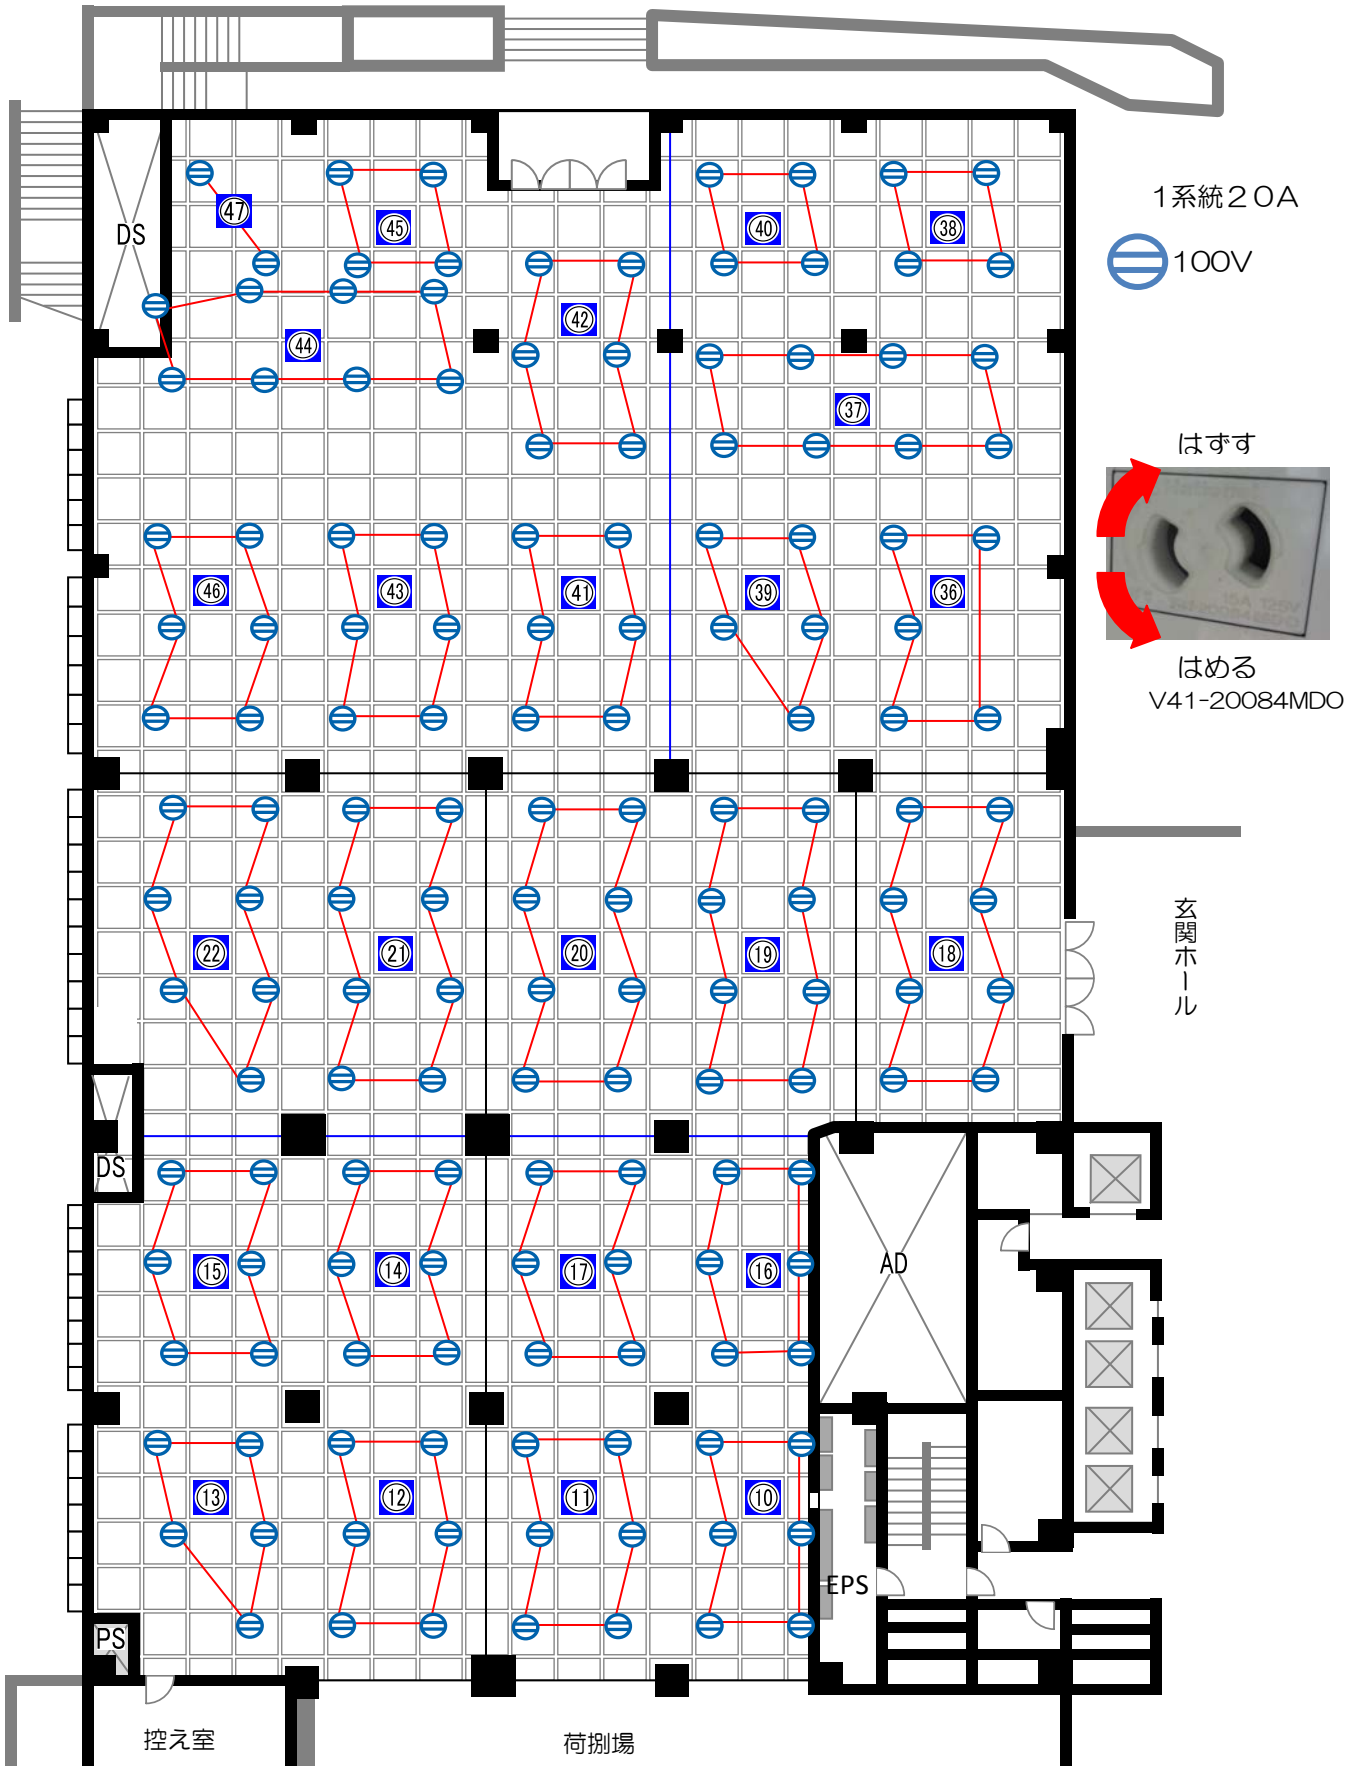 1系統20A
100V
DS
㊼
㊺
㊵
㊳
㊷
㊹
㊲
はずす
㊻
㊸
㊶
㊴
㊱
はめる
V41-20084MDO
玄関ホール
㉒
㉑
⑳
⑲
⑱
DS
⑮
⑭
⑰
⑯
AD
⑬
⑫
⑪
⑩
EPS
PS
控え室
荷捌場